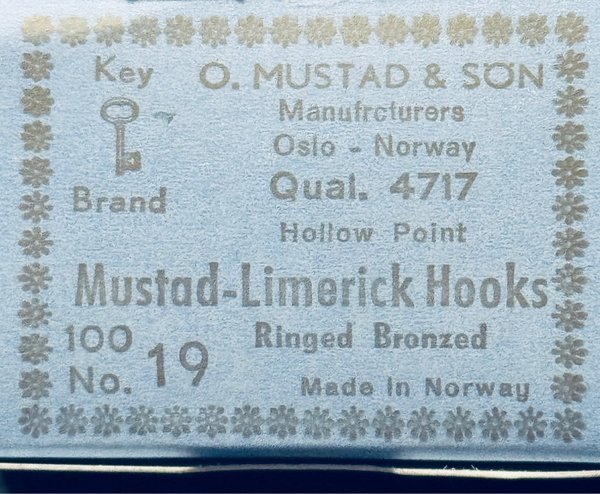 Key
Brand
O. MUSTAD & SØN
Manufrcturers
Oslo - Norway
Qual. 4717
Hollow Point
Mustad-Limerick Hooks
100
Ringed Bronzed
No. 19
Made in Norway